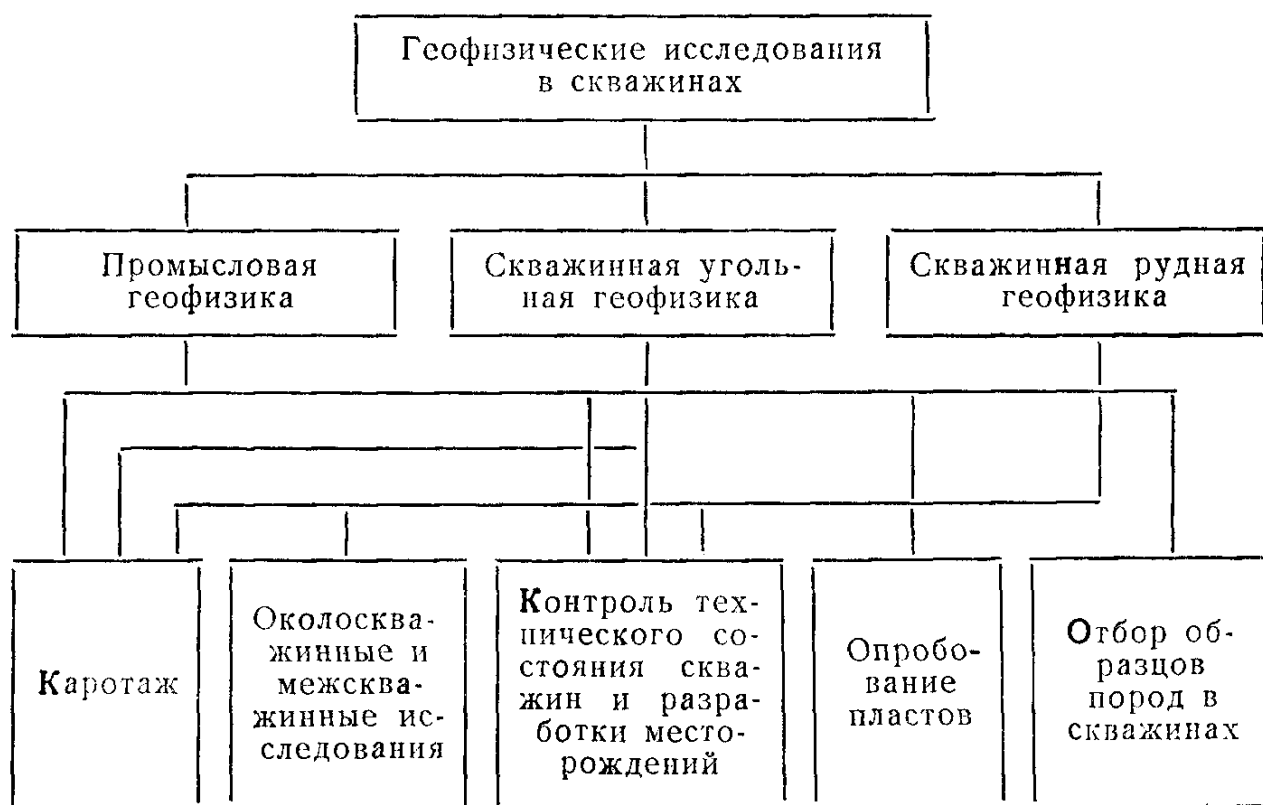 Геофизические исследования
в скважинах
Промысловая
геофизика
Скважинная уголь-
ная геофизика
Скважинная рудная
геофизика
Каротаж
Околосква-
жинные и
межсква-
жинные ис-
следования
Контроль тех-
нического со-
стояния сква-
жин и разра-
ботки место-
рождений
Опробо-
вание
пластов
Отбор об-
разцов
пород в
скважинах